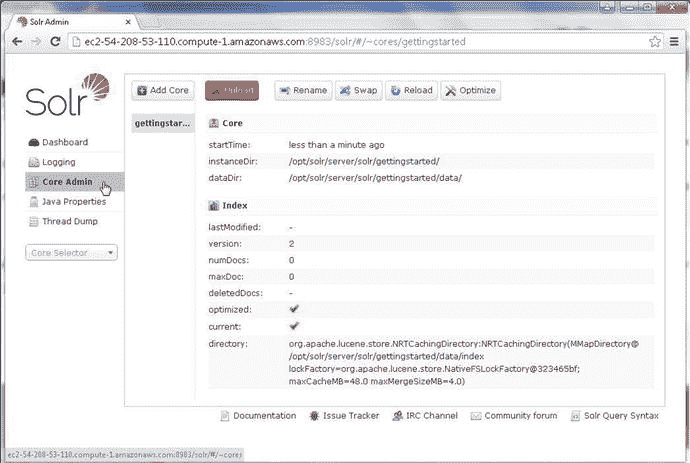 Solr Admin
ec2-54-208-53-110.compute-1.amazonaws.com:8983/solr/#/~cores/gettingstarted
Solr
Dashboard
Logging
Core Admin
Java Properties
Thread Dump
Core Selector
Add Core
Unload
Rename
Swap
Reload
Optimize
gettingstar...
Core
startTime: less than a minute ago
instanceDir: /opt/solr/server/solr/gettingstarted/
dataDir: /opt/solr/server/solr/gettingstarted/data/
Index
lastModified: -
version: 2
numDocs: 0
maxDoc: 0
deletedDocs: -
optimized:
current:
directory: org.apache.lucene.store.NRTCachingDirectory:NRTCachingDirectory(MMapDirectory@
/opt/solr/server/solr/gettingstarted/data/index
lockFactory=org.apache.lucene.store.NativeFSLockFactory@323465bf;
maxCacheMB=48.0 maxMergeSizeMB=4.0)
Documentation
Issue Tracker
IRC Channel
Community forum
Solr Query Syntax
ec2-54-208-53-110.compute-1.amazonaws.com:8983/solr/#/~cores